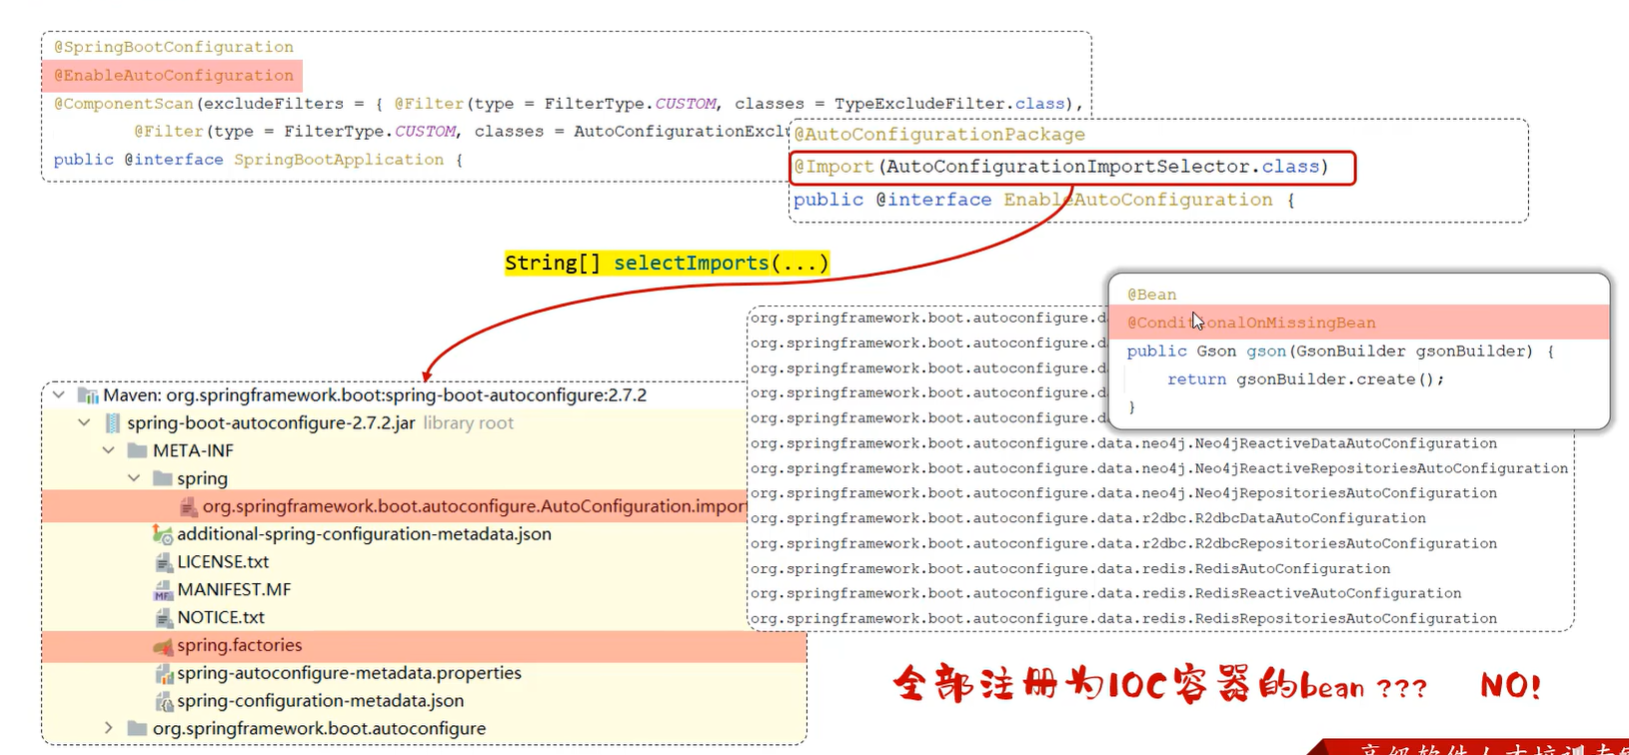 @SpringBootConfiguration
@EnableAutoConfiguration
@ComponentScan(excludeFilters = { @Filter(type = FilterType.CUSTOM, classes = TypeExcludeFilter.class),
@Filter(type = FilterType.CUSTOM, classes = AutoConfigurationExcl
public @interface SpringBootApplication {
@AutoConfigurationPackage
@Import(AutoConfigurationImportSelector.class)
public @interface EnableAutoConfiguration {
String[] selectImports(...)
@Bean
@ConditionalOnMissingBean
public Gson gson(GsonBuilder gsonBuilder) {
return gsonBuilder.create();
}
org.springframework.boot.autoconfigure.da
org.springframework.boot.autoconfigure.da
org.springframework.boot.autoconfigure.da
org.springframework.boot.autoconfigure.da
org.springframework.boot.autoconfigure.da
org.springframework.boot.autoconfigure.data.neo4j.Neo4jReactiveDataAutoConfiguration
org.springframework.boot.autoconfigure.data.neo4j.Neo4jReactiveRepositoriesAutoConfiguration
org.springframework.boot.autoconfigure.data.neo4j.Neo4jRepositoriesAutoConfiguration
org.springframework.boot.autoconfigure.data.r2dbc.R2dbcDataAutoConfiguration
org.springframework.boot.autoconfigure.data.r2dbc.R2dbcRepositoriesAutoConfiguration
org.springframework.boot.autoconfigure.data.redis.RedisAutoConfiguration
org.springframework.boot.autoconfigure.data.redis.RedisReactiveAutoConfiguration
org.springframework.boot.autoconfigure.data.redis.RedisRepositoriesAutoConfiguration
Maven: org.springframework.boot:spring-boot-autoconfigure:2.7.2
spring-boot-autoconfigure-2.7.2.jar library root
META-INF
spring
org.springframework.boot.autoconfigure.AutoConfiguration.import
additional-spring-configuration-metadata.json
LICENSE.txt
MANIFEST.MF
NOTICE.txt
spring.factories
spring-autoconfigure-metadata.properties
spring-configuration-metadata.json
org.springframework.boot.autoconfigure
全部注册为IOC容器的bean ??? NO!